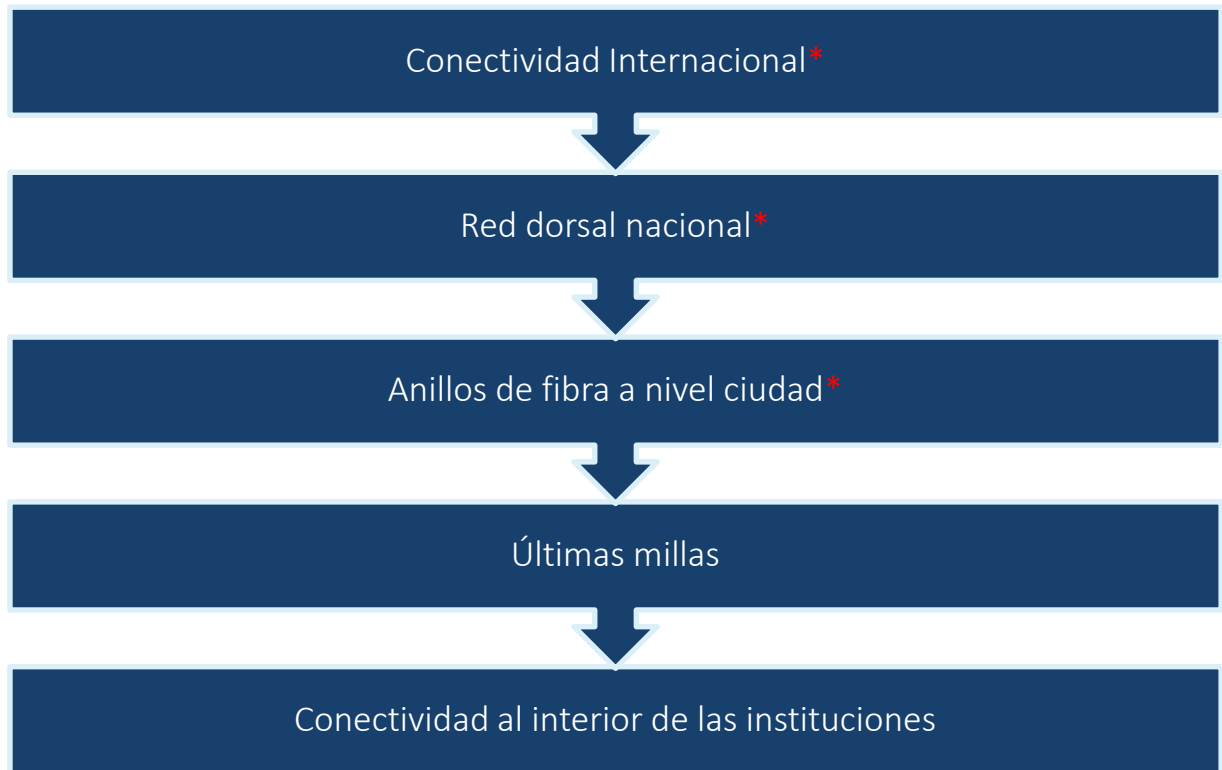 Conectividad Internacional*
Red dorsal nacional*
Anillos de fibra a nivel ciudad*
Últimas millas
Conectividad al interior de las instituciones